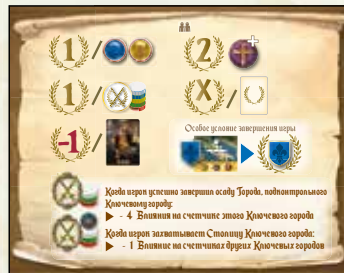 1 / 2 +
1 / X /
-1 /
Особое условие завершения игры
Когда игрок успешно завершил осаду Города, подконтрольного
Ключевому городу:
- 4 Влияния на счетчике этого Ключевого города
Когда игрок захватывает Столицу Ключевого города:
- 1 Влияние на счетчиках других Ключевых городов